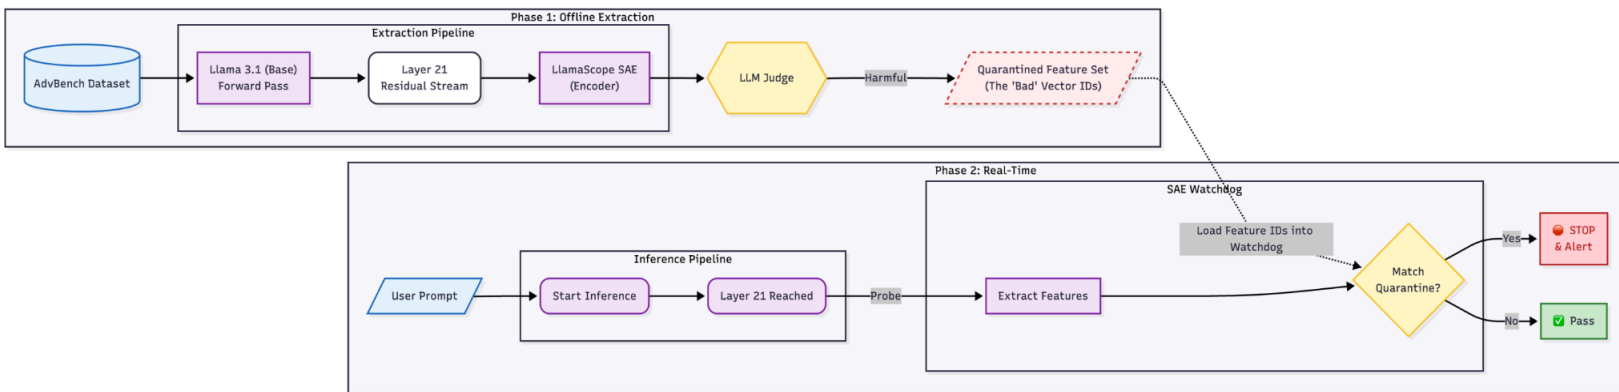 Phase 1: Offline Extraction
Extraction Pipeline
AdvBench Dataset
Llama 3.1 (Base)
Forward Pass
Layer 21
Residual Stream
LlamaScope SAE
(Encoder)
LLM Judge
Harmful
Quarantined Feature Set
(The 'Bad' Vector IDs)
Phase 2: Real-Time
SAE Watchdog
Load Feature IDs into
Watchdog
Inference Pipeline
User Prompt
Start Inference
Layer 21 Reached
Probe
Extract Features
Match
Quarantine?
Yes
STOP
& Alert
No
Pass